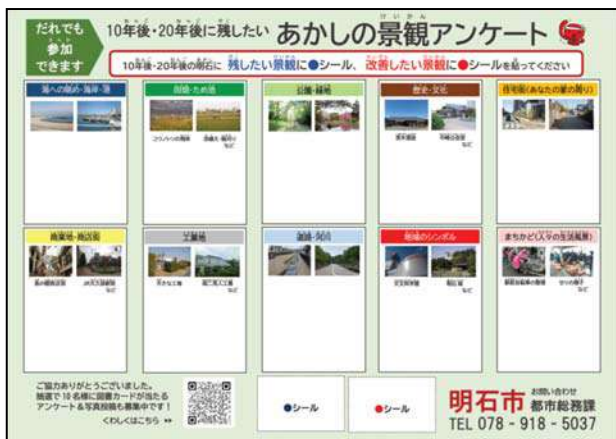 だれでも
参加
できます
10年後・20年後に残したい あかしの景観アンケート
10年後・20年後の明石に 残したい景観に●シール、改善したい景観に●シールを貼ってください
海への眺め・海岸・港
田畑・ため池
公園・緑地
歴史・文化
住宅街(あなたの家の周り)
など
など
商業地・商店街
工業地
道路・河川
地域のシンボル
まちかど(人々の生活風景)
など
など
など
など
ご協力ありがとうございました。
抽選で10名様に図書カードが当たる
アンケート&写真投稿も募集中です！
くわしくはこちら
●シール
●シール
明石市 お問い合わせ
都市総務課
TEL 078 - 918 - 5037